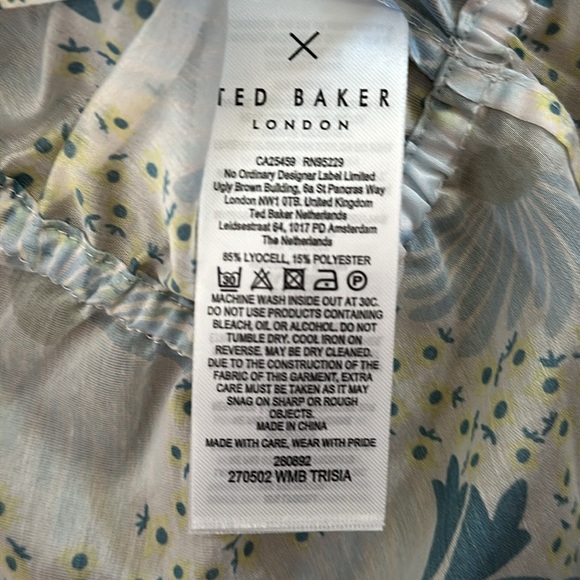 TED BAKER
LONDON
CA25459 RN95229
No Ordinary Designer Label Limited
Ugly Brown Building, 6a St Pancras Way
London NW1 0TB. United Kingdom
Ted Baker Netherlands
Leidsestraat 64, 1017 PD Amsterdam
The Netherlands
85% LYOCELL, 15% POLYESTER
30 P
MACHINE WASH INSIDE OUT AT 30C.
DO NOT USE PRODUCTS CONTAINING
BLEACH, OIL OR ALCOHOL. DO NOT
TUMBLE DRY. COOL IRON ON
REVERSE. MAY BE DRY CLEANED.
DUE TO THE CONSTRUCTION OF THE
FABRIC OF THIS GARMENT, EXTRA
CARE MUST BE TAKEN AS IT MAY
SNAG ON SHARP OR ROUGH
OBJECTS.
MADE IN CHINA
MADE WITH CARE, WEAR WITH PRIDE
260692
270502 WMB TRISIA